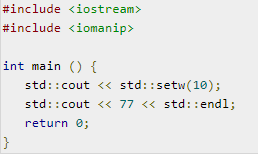 #include <iostream>
#include <iomanip>

int main () {
   std::cout << std::setw(10);
   std::cout << 77 << std::endl;
   return 0;
}